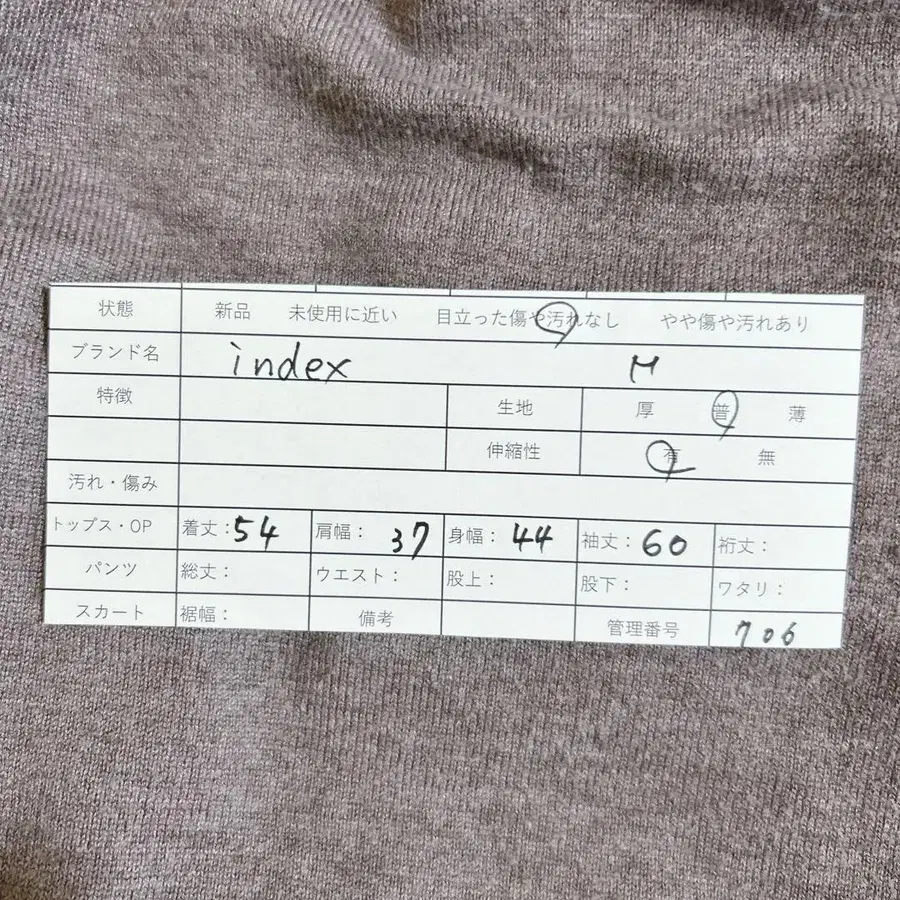 状態 新品 未使用に近い 目立った傷や汚れなし やや傷や汚れあり
ブランド名 index M
特徴 生地 厚 普 薄
伸縮性 有 無
汚れ・傷み
トップス・OP 着丈：54 肩幅：37 身幅：44 袖丈：60 裄丈：
パンツ 総丈： ウエスト： 股上： 股下： ワタリ：
スカート 裾幅： 備考 管理番号 706